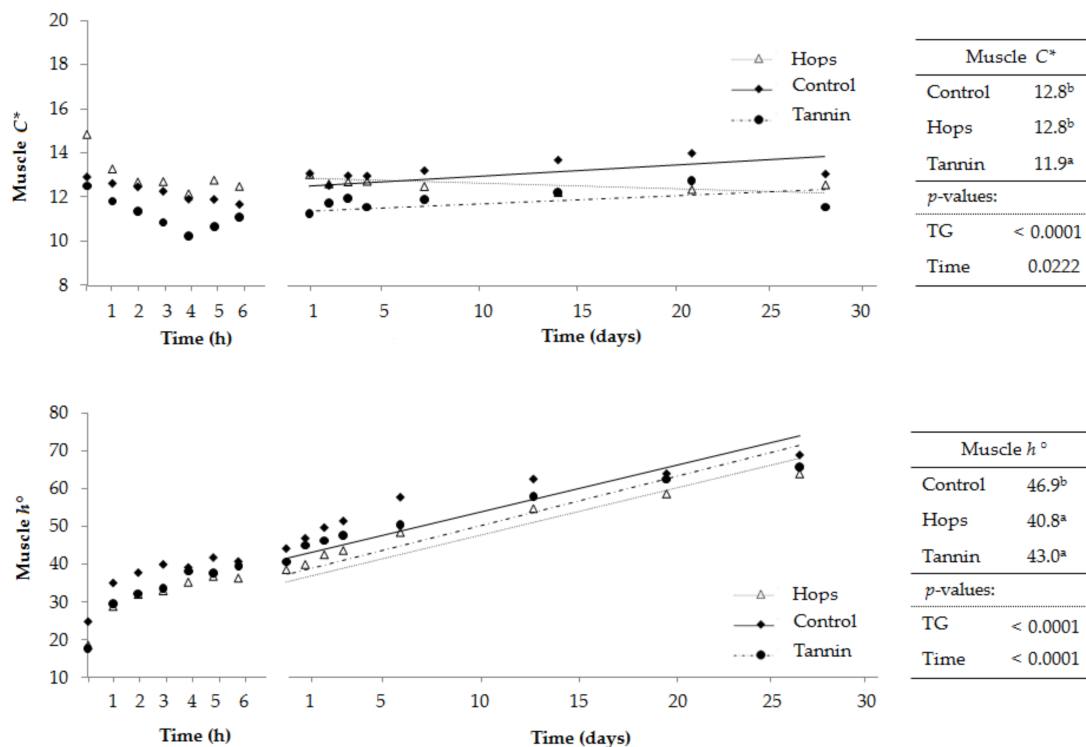 20
18
16
14
12
10
8
Muscle C*
Hops
Control
Tannin
1 2 3 4 5 6
Time (h)
1 5 10 15 20 25 30
Time (days)
Muscle C*
Control 12.8ᵇ
Hops 12.8ᵇ
Tannin 11.9ᵃ
p-values:
TG < 0.0001
Time 0.0222
80
70
60
50
40
30
20
10
Muscle h°
Hops
Control
Tannin
1 2 3 4 5 6
Time (h)
1 5 10 15 20 25 30
Time (days)
Muscle h °
Control 46.9ᵇ
Hops 40.8ᵃ
Tannin 43.0ᵃ
p-values:
TG < 0.0001
Time < 0.0001